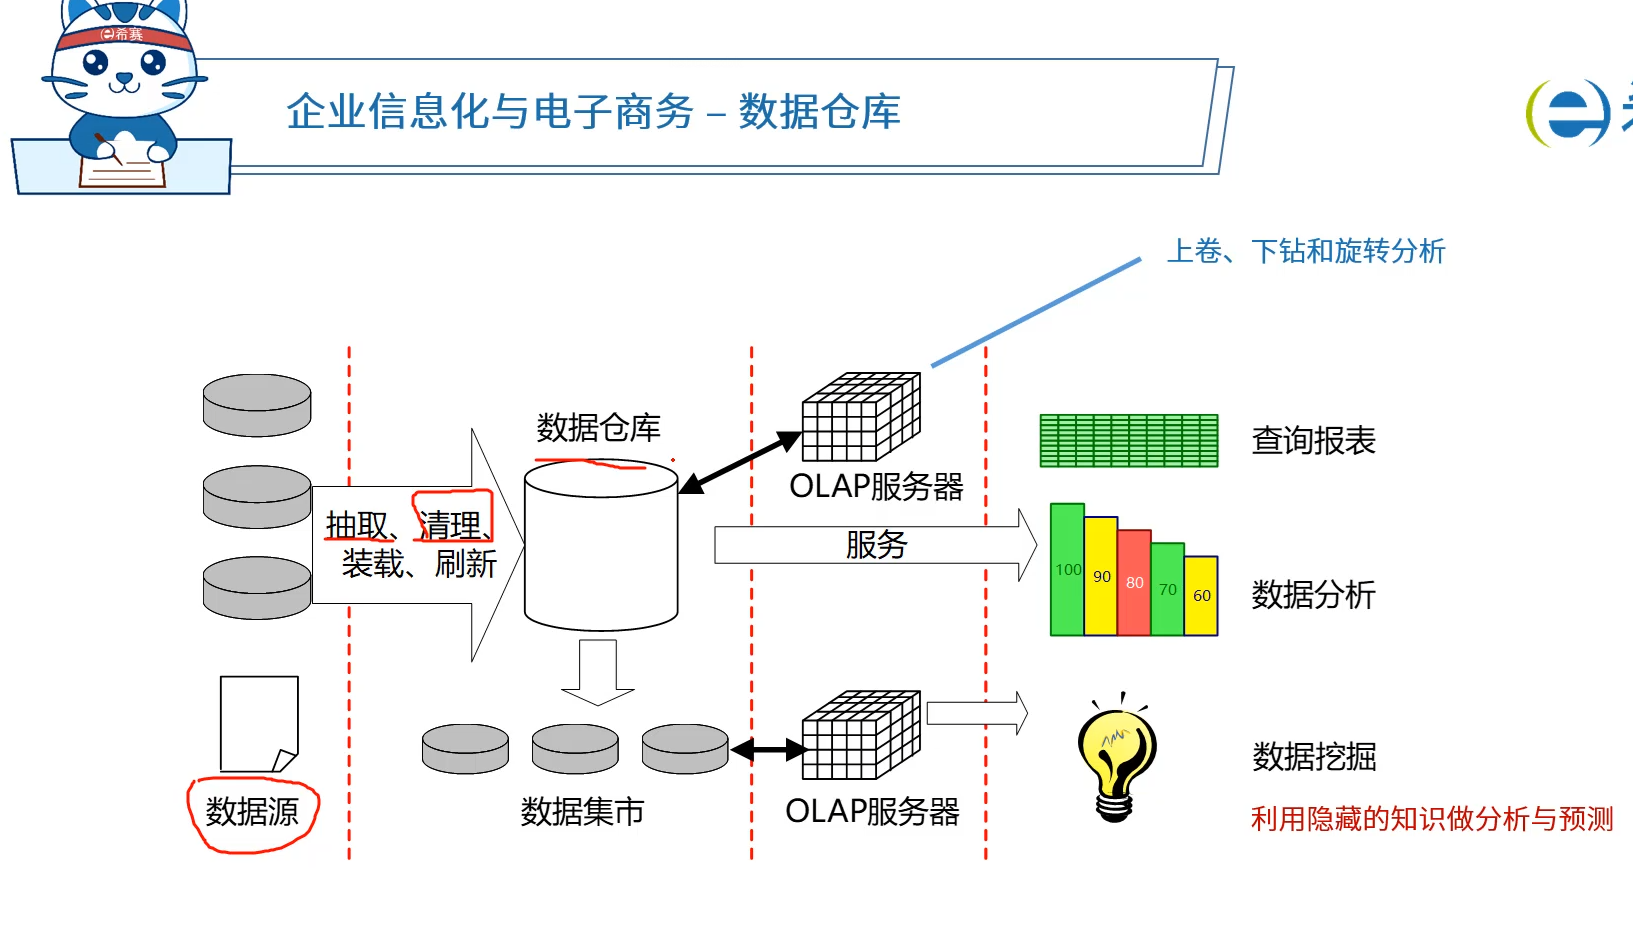 希赛
企业信息化与电子商务 – 数据仓库
上卷、下钻和旋转分析
数据仓库
OLAP服务器
查询报表
抽取、清理、
装载、刷新
服务
100
90
80
70
60
数据分析
数据源
数据集市
OLAP服务器
数据挖掘
利用隐藏的知识做分析与预测